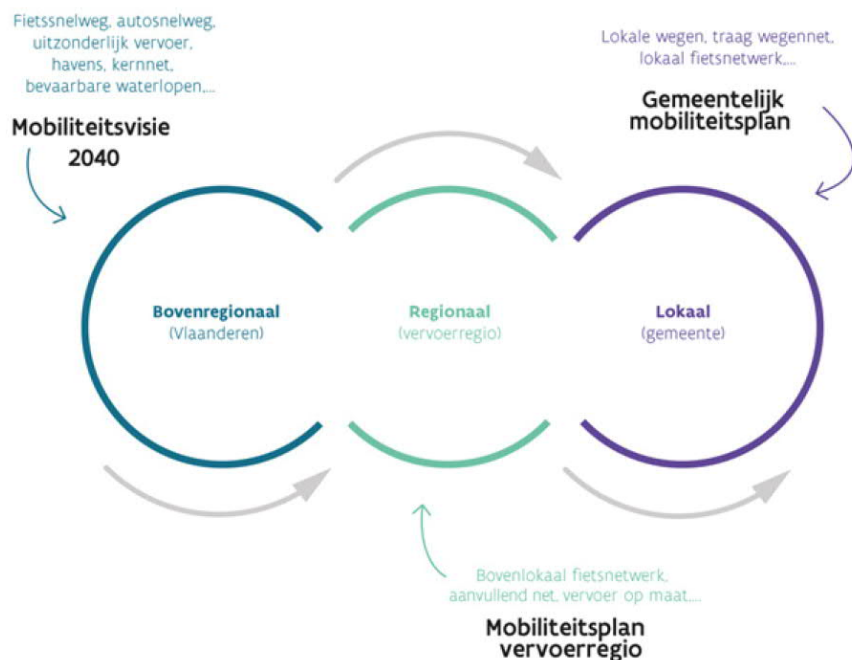 Fietssnelweg, autosnelweg,
uitzonderlijk vervoer,
havens, kernnet,
bevaarbare waterlopen,...
Mobiliteitsvisie
2040
Lokale wegen, traag wegennet,
lokaal fietsnetwerk,...
Gemeentelijk
mobiliteitsplan
Bovenregionaal
(Vlaanderen)
Regionaal
(vervoerregio)
Lokaal
(gemeente)
Bovenlokaal fietsnetwerk,
aanvullend net, vervoer op maat,...
Mobiliteitsplan
vervoerregio